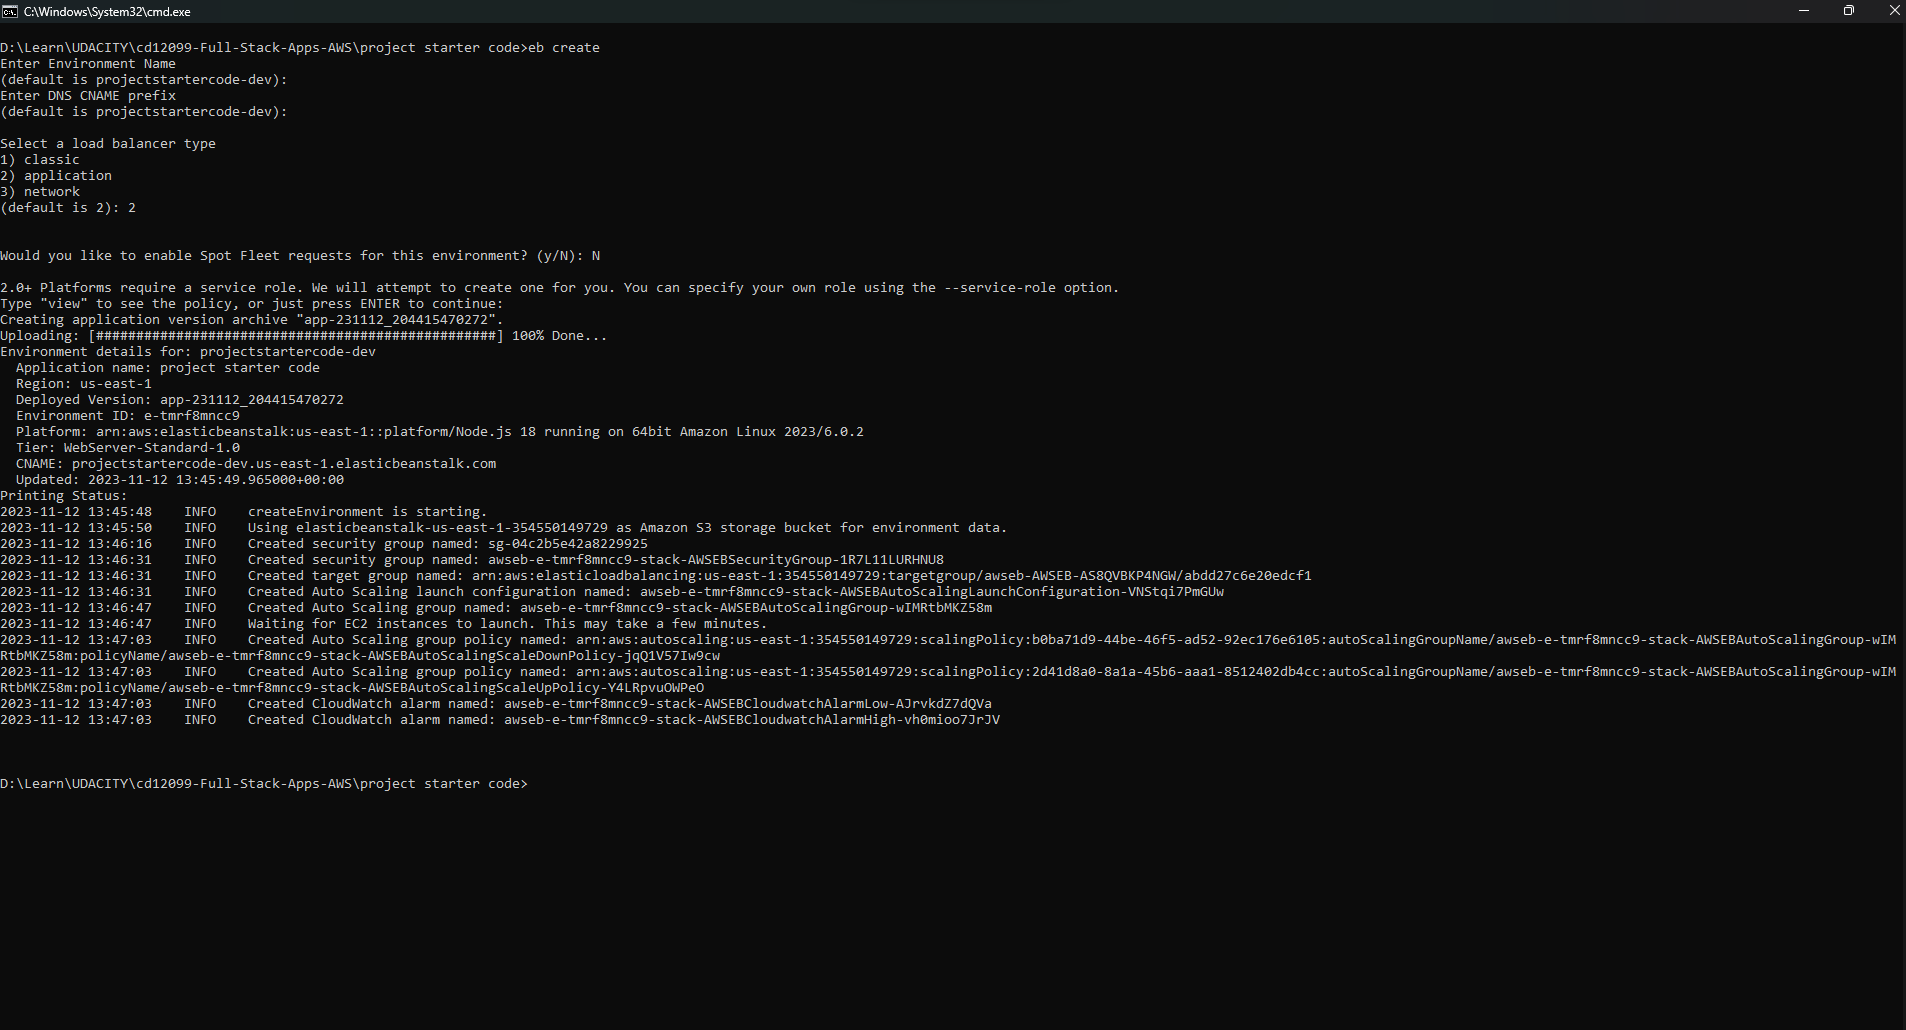 C:\Windows\System32\cmd.exe
D:\Learn\UDACITY\cd12099-Full-Stack-Apps-AWS\project starter code>eb create
Enter Environment Name
(default is projectstartercode-dev):
Enter DNS CNAME prefix
(default is projectstartercode-dev):
Select a load balancer type
1) classic
2) application
3) network
(default is 2): 2
Would you like to enable Spot Fleet requests for this environment? (y/N): N
2.0+ Platforms require a service role. We will attempt to create one for you. You can specify your own role using the --service-role option.
Type "view" to see the policy, or just press ENTER to continue:
Creating application version archive "app-231112_204415470272".
Uploading: [##################################################] 100% Done...
Environment details for: projectstartercode-dev
  Application name: project starter code
  Region: us-east-1
  Deployed Version: app-231112_204415470272
  Environment ID: e-tmrf8mncc9
  Platform: arn:aws:elasticbeanstalk:us-east-1::platform/Node.js 18 running on 64bit Amazon Linux 2023/6.0.2
  Tier: WebServer-Standard-1.0
  CNAME: projectstartercode-dev.us-east-1.elasticbeanstalk.com
  Updated: 2023-11-12 13:45:49.965000+00:00
Printing Status:
2023-11-12 13:45:48    INFO    createEnvironment is starting.
2023-11-12 13:45:50    INFO    Using elasticbeanstalk-us-east-1-354550149729 as Amazon S3 storage bucket for environment data.
2023-11-12 13:46:16    INFO    Created security group named: sg-04c2b5e42a8229925
2023-11-12 13:46:31    INFO    Created security group named: awseb-e-tmrf8mncc9-stack-AWSEBSecurityGroup-1R7L11LURHNU8
2023-11-12 13:46:31    INFO    Created target group named: arn:aws:elasticloadbalancing:us-east-1:354550149729:targetgroup/awseb-AWSEB-AS8QVBKP4NGW/abdd27c6e20edcf1
2023-11-12 13:46:31    INFO    Created Auto Scaling launch configuration named: awseb-e-tmrf8mncc9-stack-AWSEBAutoScalingLaunchConfiguration-VNStqi7PmGUw
2023-11-12 13:46:47    INFO    Created Auto Scaling group named: awseb-e-tmrf8mncc9-stack-AWSEBAutoScalingGroup-wIMRtbMKZ58m
2023-11-12 13:46:47    INFO    Waiting for EC2 instances to launch. This may take a few minutes.
2023-11-12 13:47:03    INFO    Created Auto Scaling group policy named: arn:aws:autoscaling:us-east-1:354550149729:scalingPolicy:b0ba71d9-44be-46f5-ad52-92ec176e6105:autoScalingGroupName/awseb-e-tmrf8mncc9-stack-AWSEBAutoScalingGroup-wIM
RtbMKZ58m:policyName/awseb-e-tmrf8mncc9-stack-AWSEBAutoScalingScaleDownPolicy-jqQ1V57Iw9cw
2023-11-12 13:47:03    INFO    Created Auto Scaling group policy named: arn:aws:autoscaling:us-east-1:354550149729:scalingPolicy:2d41d8a0-8a1a-45b6-aaa1-8512402db4cc:autoScalingGroupName/awseb-e-tmrf8mncc9-stack-AWSEBAutoScalingGroup-wIM
RtbMKZ58m:policyName/awseb-e-tmrf8mncc9-stack-AWSEBAutoScalingScaleUpPolicy-Y4LRpvuOWPeO
2023-11-12 13:47:03    INFO    Created CloudWatch alarm named: awseb-e-tmrf8mncc9-stack-AWSEBCloudwatchAlarmLow-AJrvkdZ7dQVa
2023-11-12 13:47:03    INFO    Created CloudWatch alarm named: awseb-e-tmrf8mncc9-stack-AWSEBCloudwatchAlarmHigh-vh0mioo7JrJV
D:\Learn\UDACITY\cd12099-Full-Stack-Apps-AWS\project starter code>